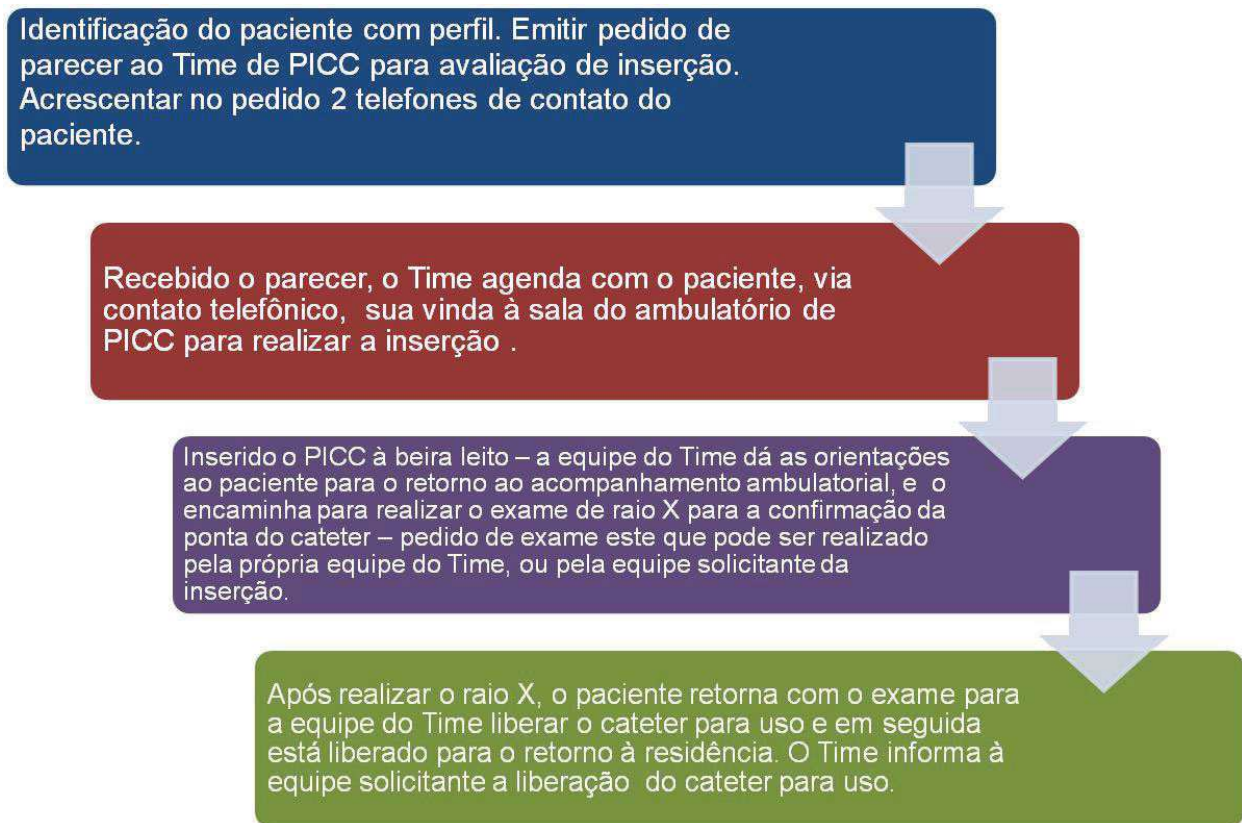 Identificação do paciente com perfil. Emitir pedido de
parecer ao Time de PICC para avaliação de inserção.
Acrescentar no pedido 2 telefones de contato do
paciente.
Recebido o parecer, o Time agenda com o paciente, via
contato telefônico, sua vinda à sala do ambulatório de
PICC para realizar a inserção .
Inserido o PICC à beira leito – a equipe do Time dá as orientações
ao paciente para o retorno ao acompanhamento ambulatorial, e o
encaminha para realizar o exame de raio X para a confirmação da
ponta do cateter – pedido de exame este que pode ser realizado
pela própria equipe do Time, ou pela equipe solicitante da
inserção.
Após realizar o raio X, o paciente retorna com o exame para
a equipe do Time liberar o cateter para uso e em seguida
está liberado para o retorno à residência. O Time informa à
equipe solicitante a liberação do cateter para uso.